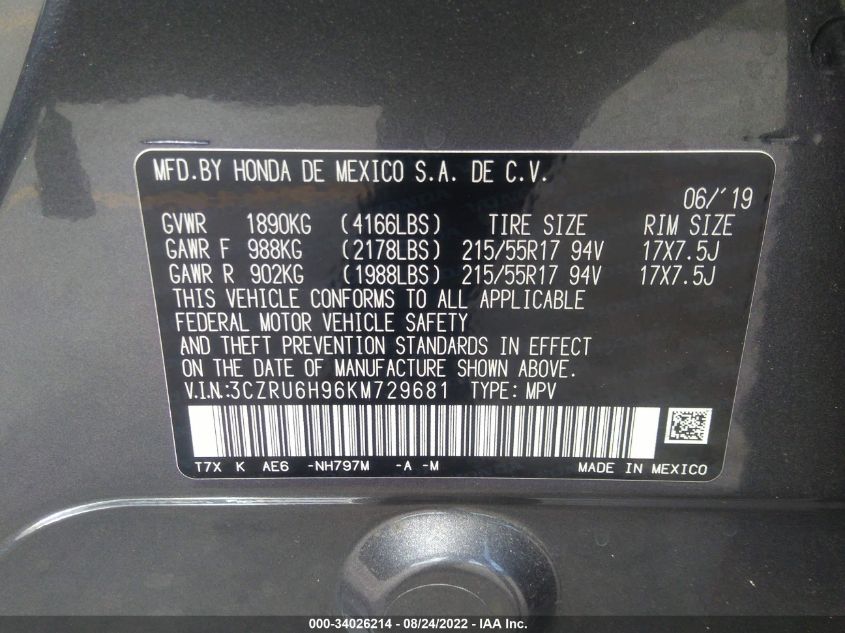 MFD.BY HONDA DE MEXICO S.A. DE C.V.
06/'19
GVWR 1890KG (4166LBS) TIRE SIZE RIM SIZE
GAWR F 988KG (2178LBS) 215/55R17 94V 17X7.5J
GAWR R 902KG (1988LBS) 215/55R17 94V 17X7.5J
THIS VEHICLE CONFORMS TO ALL APPLICABLE
FEDERAL MOTOR VEHICLE SAFETY
AND THEFT PREVENTION STANDARDS IN EFFECT
ON THE DATE OF MANUFACTURE SHOWN ABOVE.
V.I.N.:3CZRU6H96KM729681 TYPE: MPV
T7X K AE6 -NH797M -A -M MADE IN MEXICO
000-34026214 - 08/24/2022 - IAA Inc.